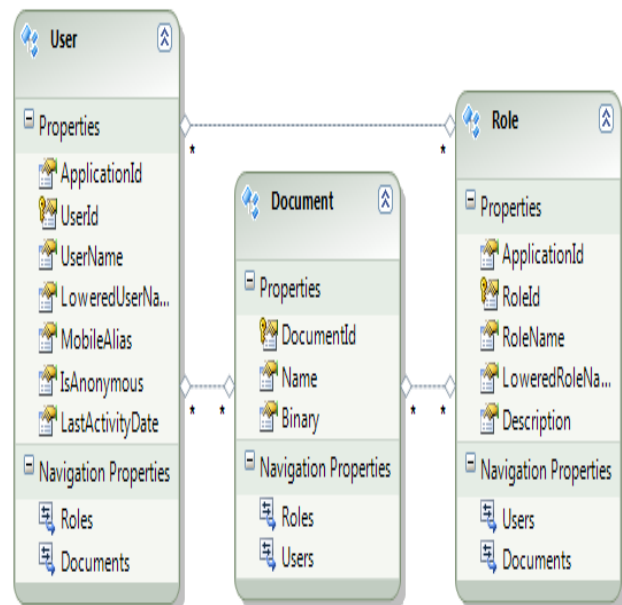 User
Properties
ApplicationId
UserId
UserName
LoweredUserNa...
MobileAlias
IsAnonymous
LastActivityDate
Navigation Properties
Roles
Documents
*
*
*
*
Document
Properties
DocumentId
Name
Binary
Navigation Properties
Roles
Users
*
*
Role
Properties
ApplicationId
RoleId
RoleName
LoweredRoleNa...
Description
Navigation Properties
Users
Documents